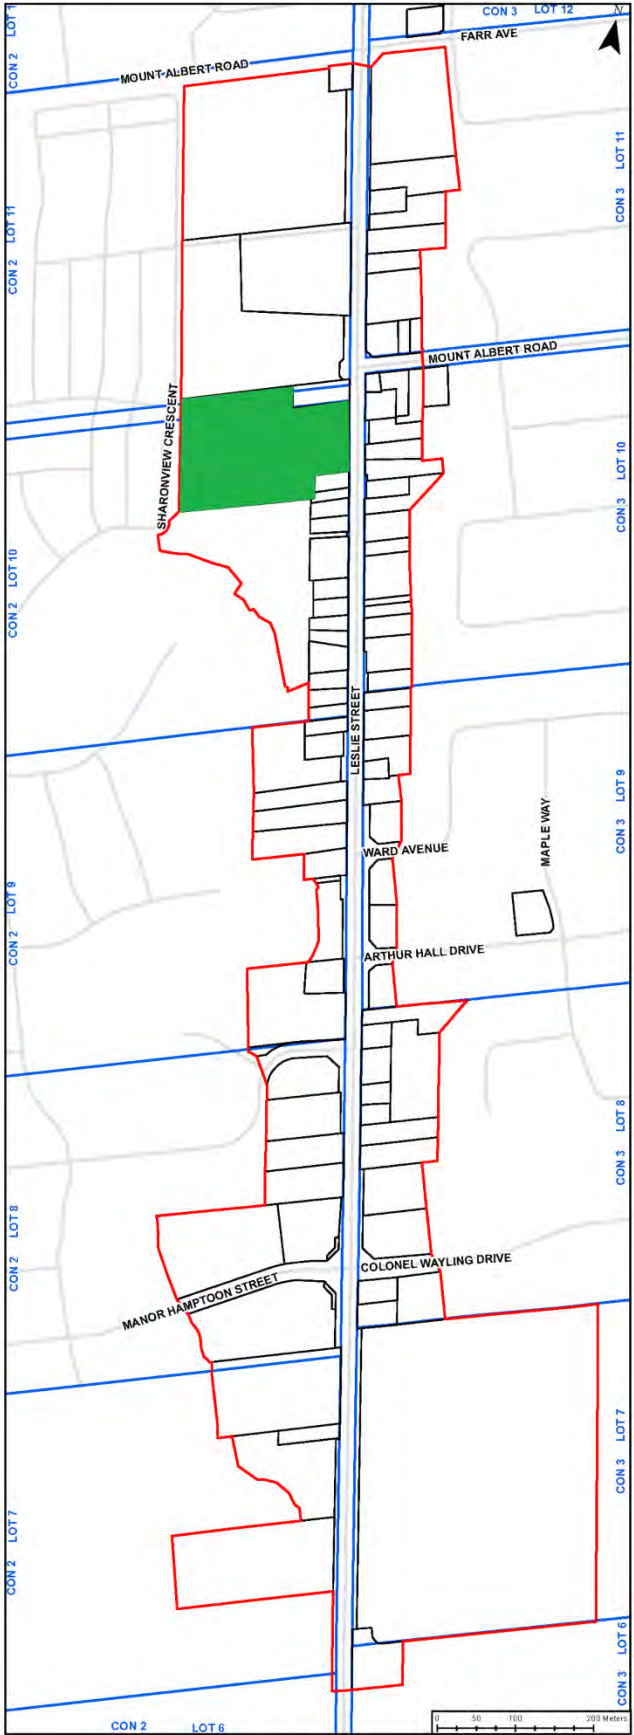 CON 3 LOT 12
N
FARR AVE
MOUNT ALBERT ROAD
CON 2 LOT 1
CON 3 LOT 11
CON 2 LOT 11
MOUNT ALBERT ROAD
SHARONVIEW CRESCENT
CON 3 LOT 10
CON 2 LOT 10
LESLIE STREET
CON 3 LOT 9
MAPLE WAY
WARD AVENUE
CON 2 LOT 9
ARTHUR HALL DRIVE
CON 3 LOT 8
CON 2 LOT 8
COLONEL WAYLING DRIVE
MANOR HAMPTOON STREET
CON 3 LOT 7
CON 2 LOT 7
CON 3 LOT 6
CON 2 LOT 6
0 50 100 200 Meters